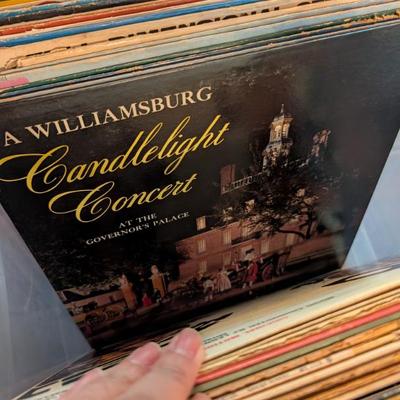 A WILLIAMSBURG
Candlelight
Concert
AT THE
GOVERNOR'S PALACE